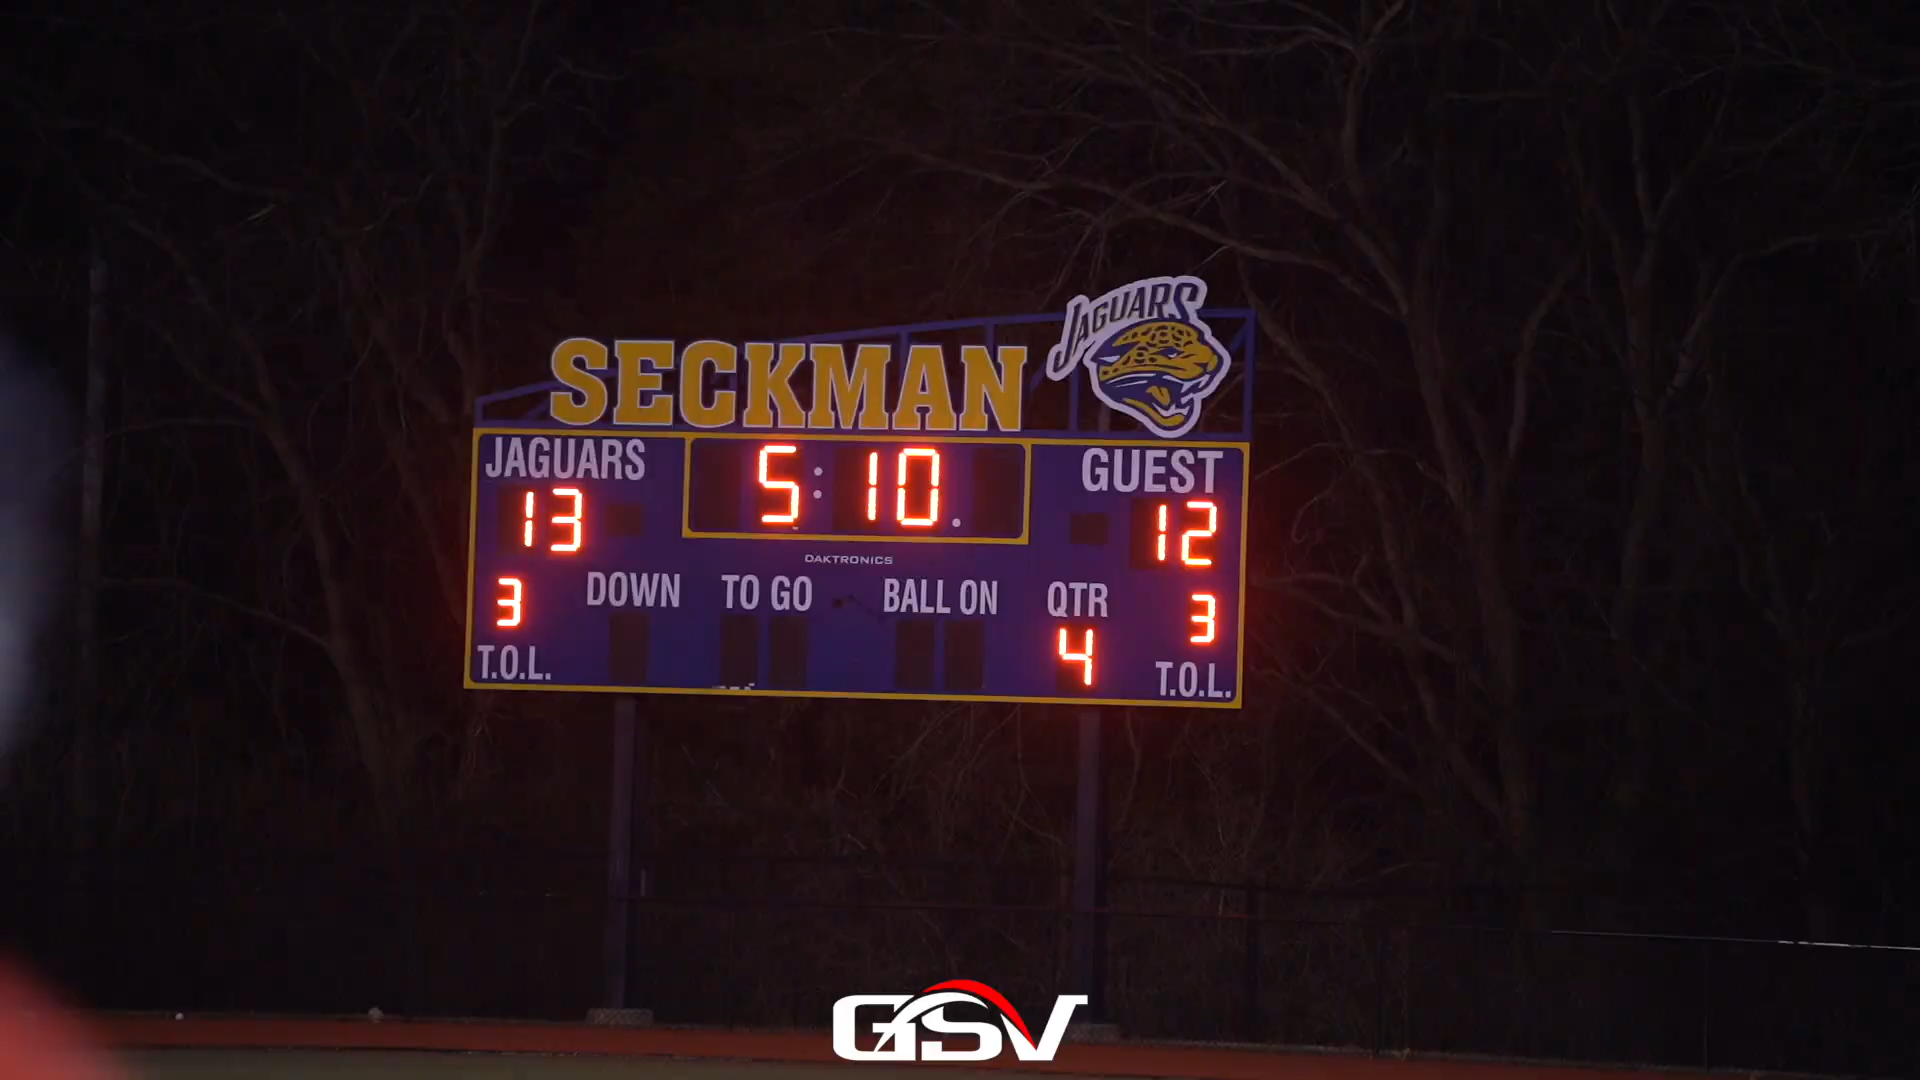 JAGUARS
SECKMAN
JAGUARS
5:10.
GUEST
13
12
DAKTRONICS
DOWN
TO GO
BALL ON
QTR
3
3
4
T.O.L.
T.O.L.
GSV